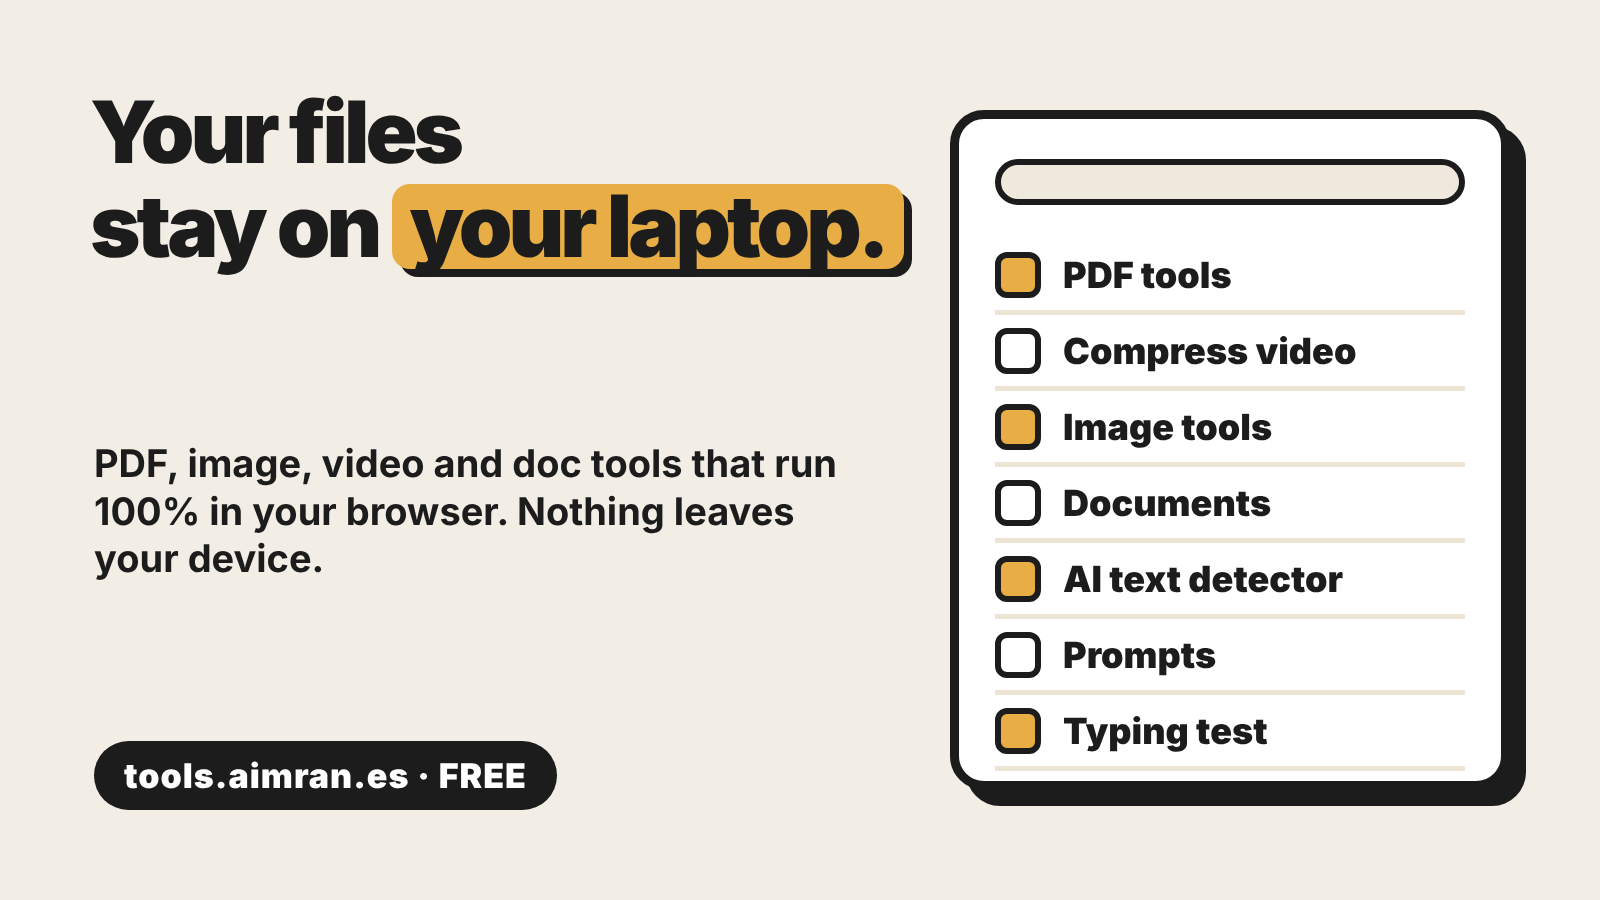 Your files
stay on your laptop.
PDF, image, video and doc tools that run
100% in your browser. Nothing leaves
your device.
tools.aimran.es · FREE
PDF tools
Compress video
Image tools
Documents
AI text detector
Prompts
Typing test